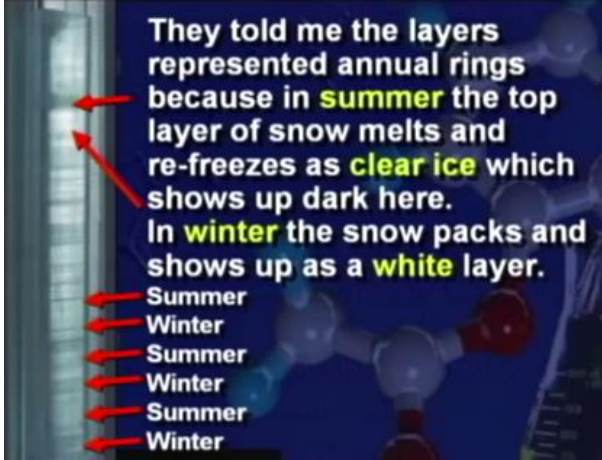 They told me the layers
represented annual rings
because in summer the top
layer of snow melts and
re-freezes as clear ice which
shows up dark here.
In winter the snow packs and
shows up as a white layer.
Summer
Winter
Summer
Winter
Summer
Winter